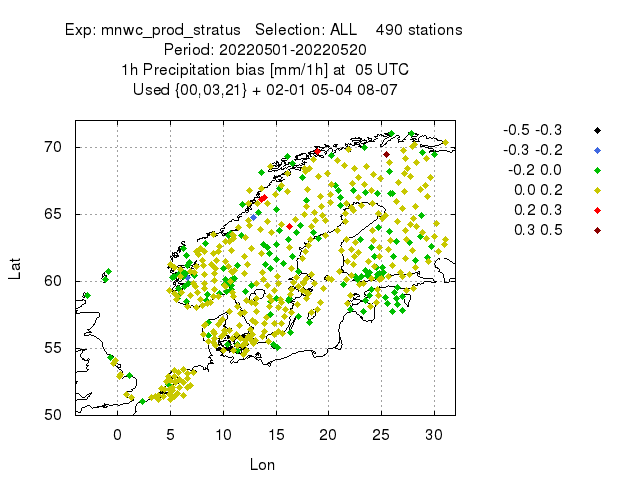 Exp: mnwc_prod_stratus   Selection: ALL    490 stations
Period: 20220501-20220520
1h Precipitation bias [mm/1h] at  05 UTC
Used {00,03,21} + 02-01 05-04 08-07
-0.5 -0.3
-0.3 -0.2
-0.2 0.0
0.0 0.2
0.2 0.3
0.3 0.5
Lat
70
65
60
55
50
0 5 10 15 20 25 30
Lon